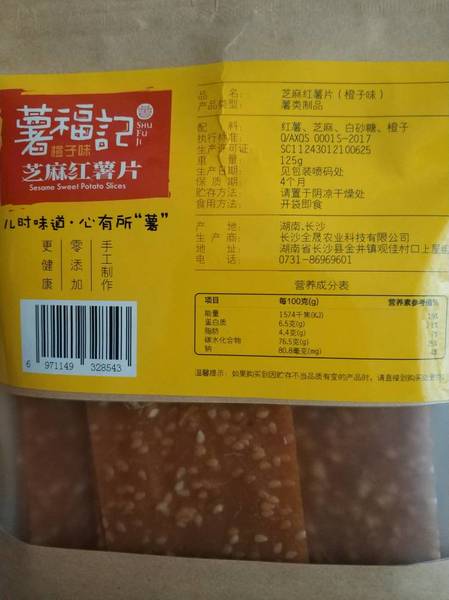 薯福記
SHU FU JI
橙子味
芝麻红薯片
Sesame Sweet Potato Slices
儿时味道·心有所“薯”
更健康
零添加
手工制作
6 971149 328543
品名: 芝麻红薯片（橙子味）
产品类型: 薯类制品
配料: 红薯、芝麻、白砂糖、橙子
执行标准: Q/AXQS 0001S-2017
生产许可证: SC11243012100625
重量: 125g
生产日期: 见包装喷码处
保质期: 4个月
贮存方法: 请置于阴凉干燥处
食用方法: 开袋即食
产地: 湖南.长沙
生产商: 长沙全晟农业科技有限公司
地址: 湖南省长沙县金井镇观佳村口上屋
电话: 0731-86969601
营养成分表
项目 每100克(g) 营养素参考值%
能量 1574千焦(KJ)
蛋白质 6.5克(g)
脂肪 4.4克(g)
碳水化合物 76.5克(g)
钠 80.8毫克(mg)
温馨提示: 如果购买到因贮存不当品质有变的产品时，请直接到购买